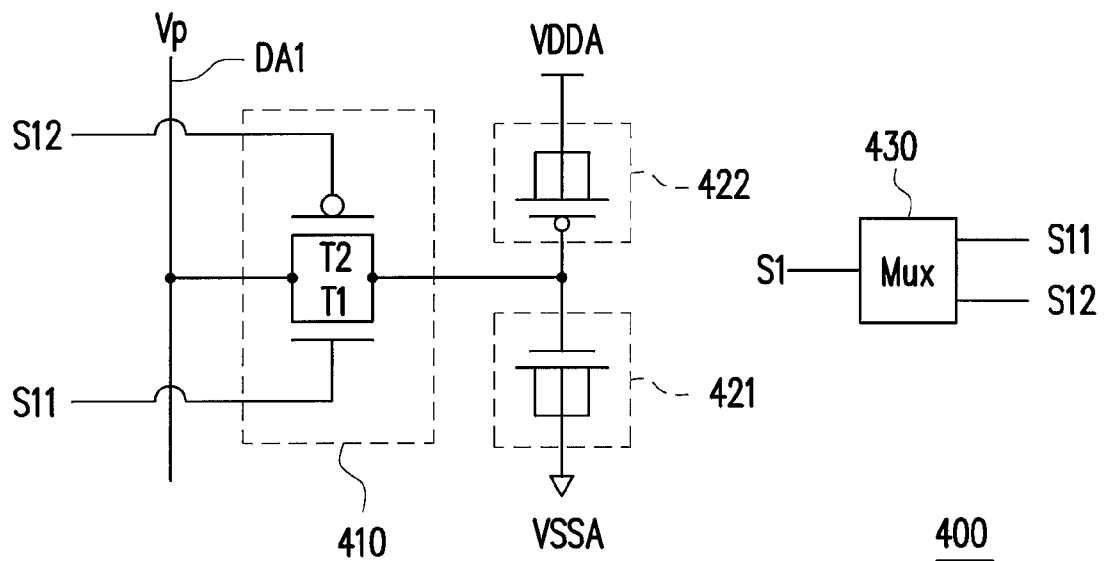 Vp
DA1
VDDA
S12
422
430
T2
T1
S1
Mux
S11
S12
S11
421
410
VSSA
400